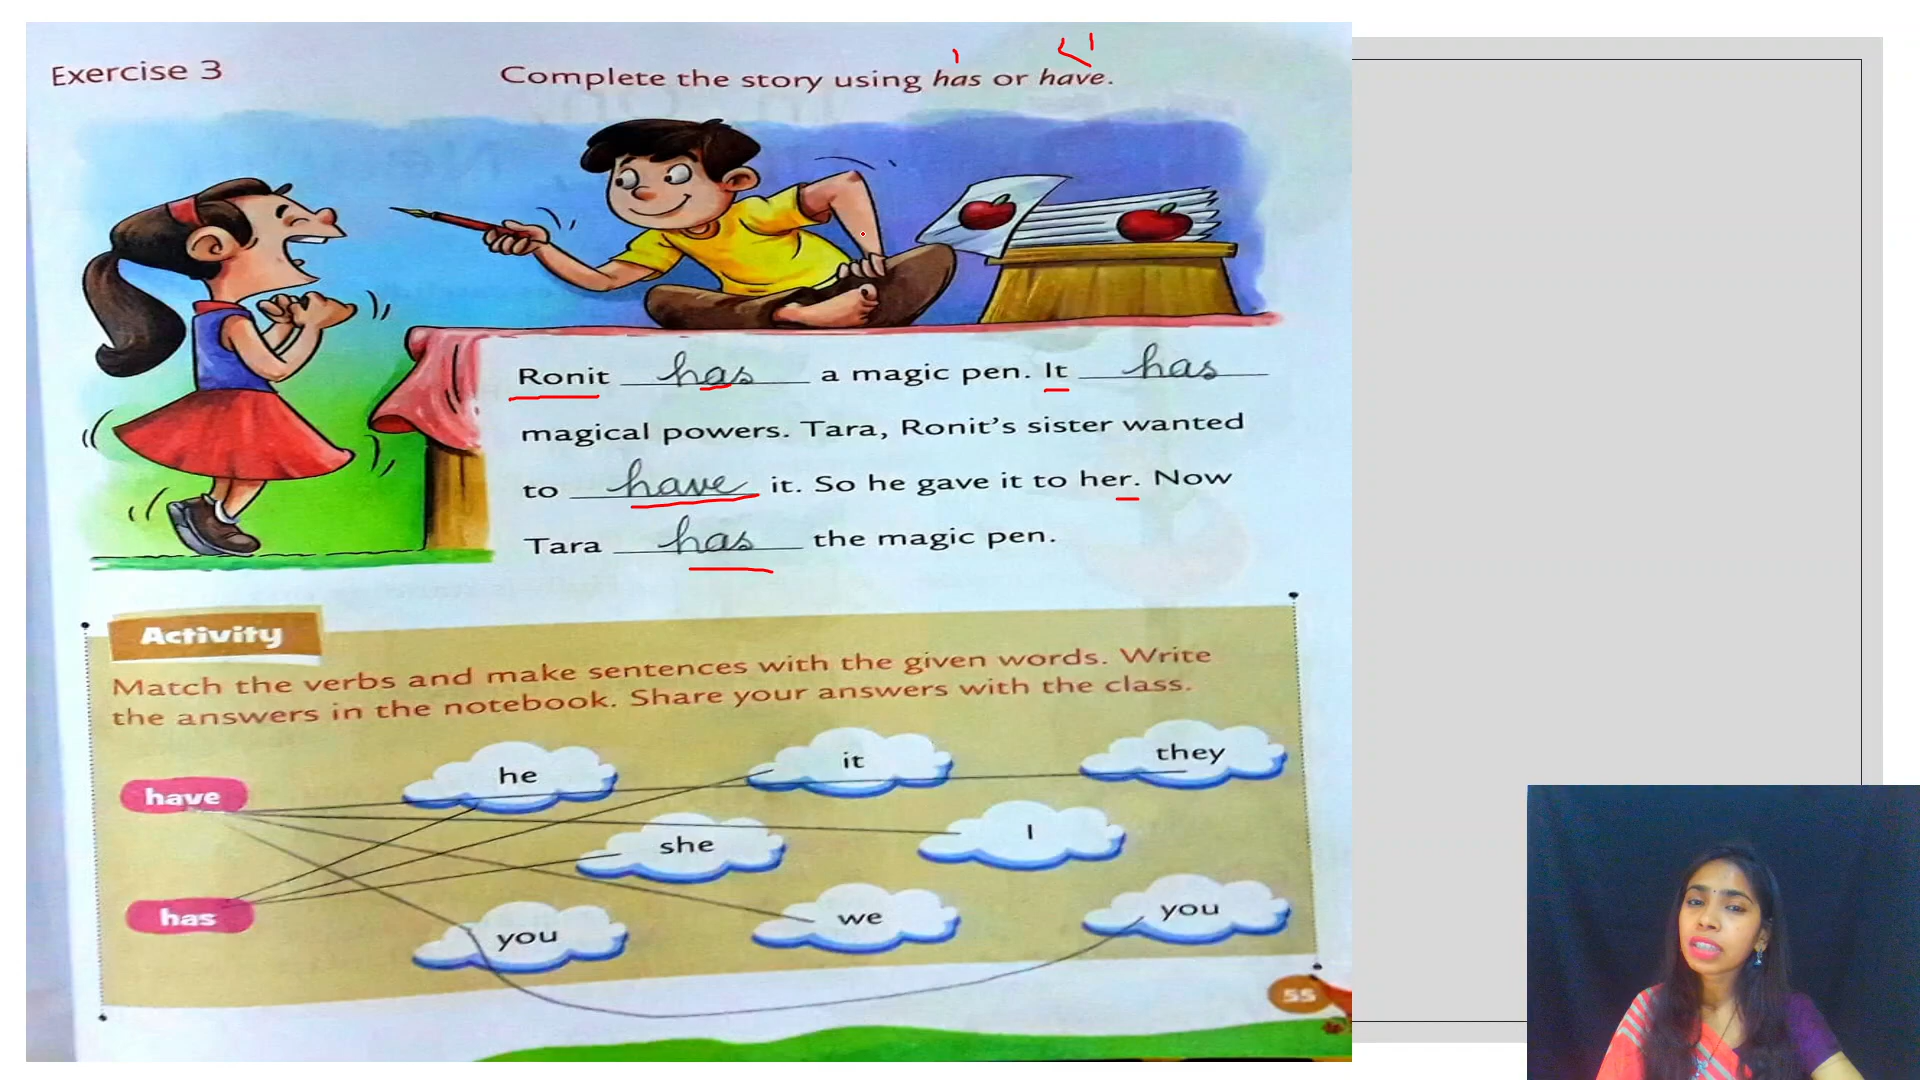 Exercise 3
Complete the story using has or have.
Ronit has a magic pen. It has
magical powers. Tara, Ronit's sister wanted
to have it. So he gave it to her. Now
Tara has the magic pen.
Activity
Match the verbs and make sentences with the given words. Write
the answers in the notebook. Share your answers with the class.
he it they
have
she I
has
you we you
55